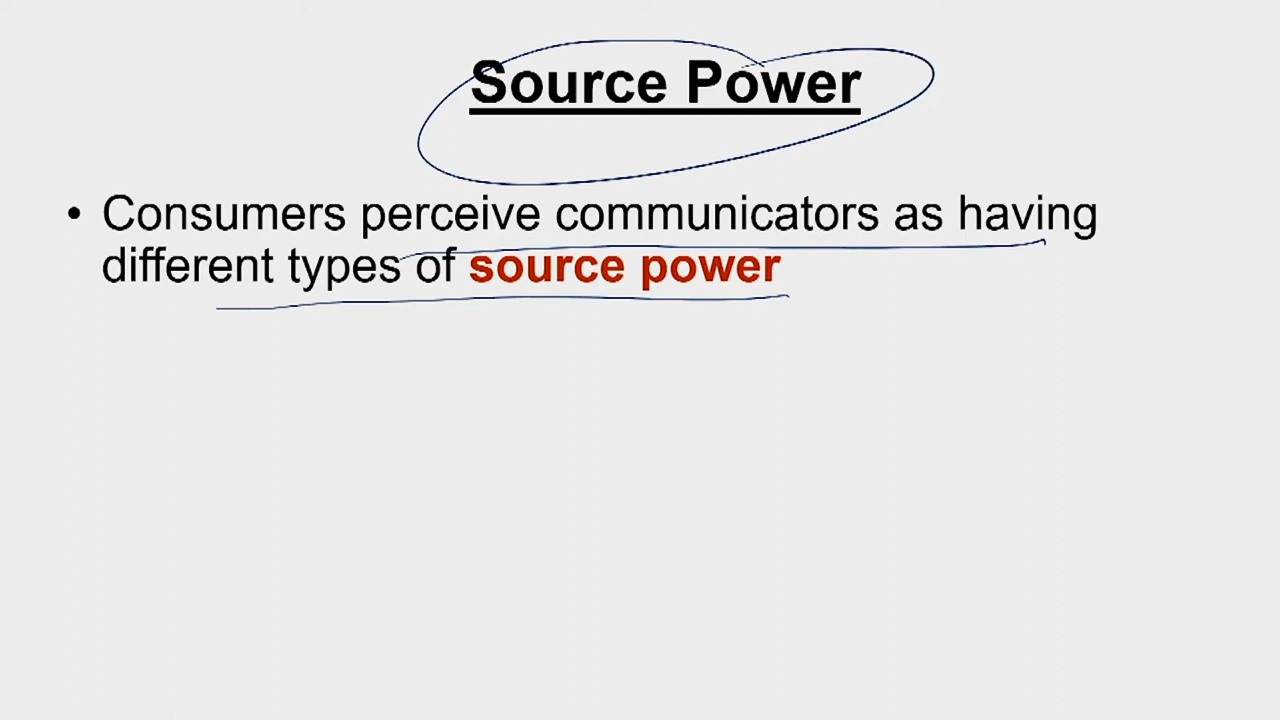 Source Power
• Consumers perceive communicators as having
different types of source power